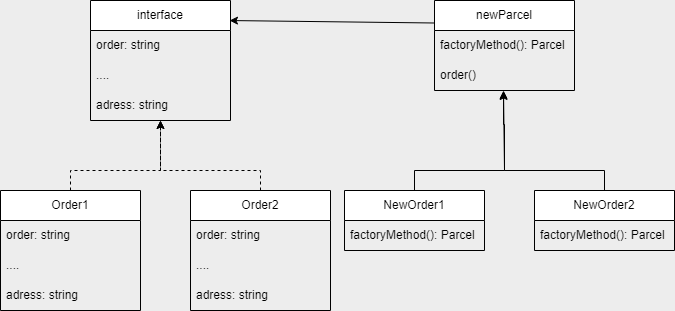 interface
order: string
....
adress: string
newParcel
factoryMethod(): Parcel
order()
Order1
order: string
....
adress: string
Order2
order: string
....
adress: string
NewOrder1
factoryMethod(): Parcel
NewOrder2
factoryMethod(): Parcel